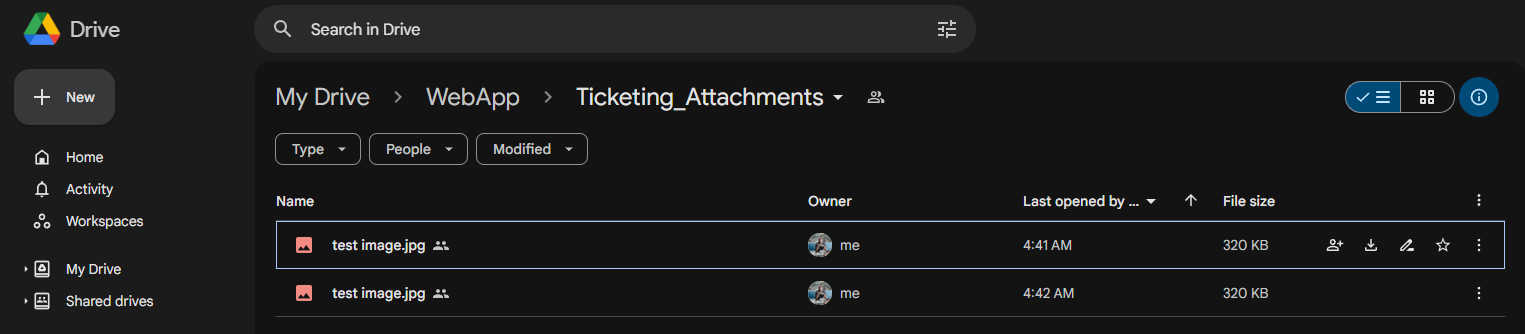 Drive
Search in Drive
New
My Drive > WebApp > Ticketing_Attachments
Type
People
Modified
Home
Activity
Workspaces
My Drive
Shared drives
Name Owner Last opened by ... File size
test image.jpg me 4:41 AM 320 KB
test image.jpg me 4:42 AM 320 KB